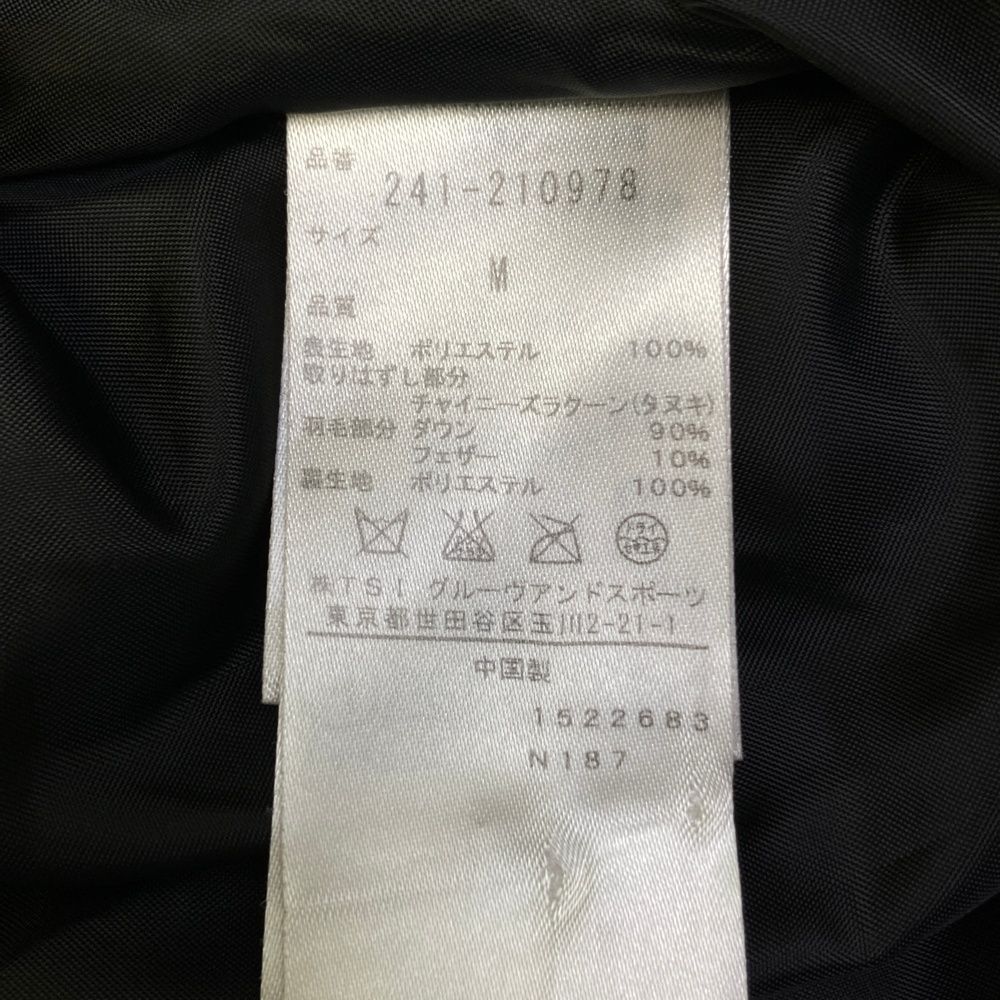 品番
241-210978
サイズ
M
品質
表生地 ポリエステル 100%
取りはずし部分
チャイニーズラクーン(タヌキ)
羽毛部分 ダウン 90%
フェザー 10%
裏生地 ポリエステル 100%
ドライ
㈱TSI グルーヴアンドスポーツ
東京都世田谷区玉川2-21-1
中国製
1522683
N187